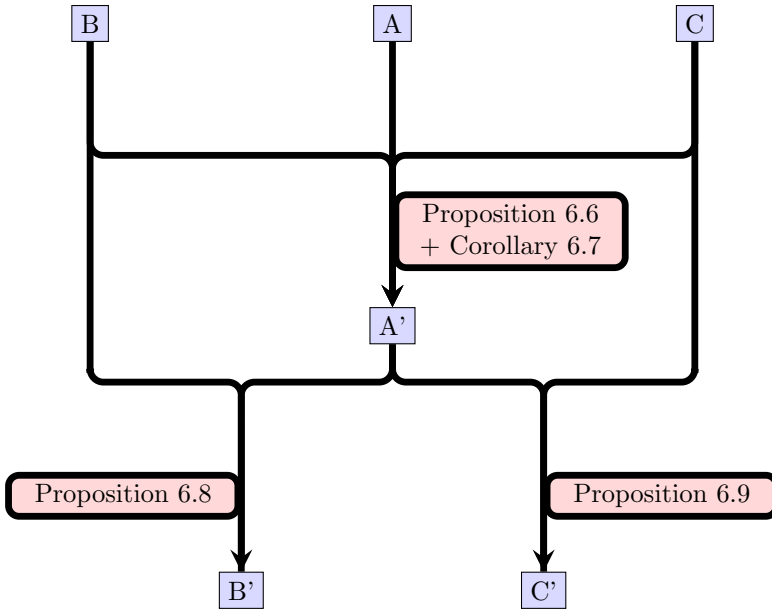 B
A
C
Proposition 6.6
+ Corollary 6.7
A'
Proposition 6.8
Proposition 6.9
B'
C'